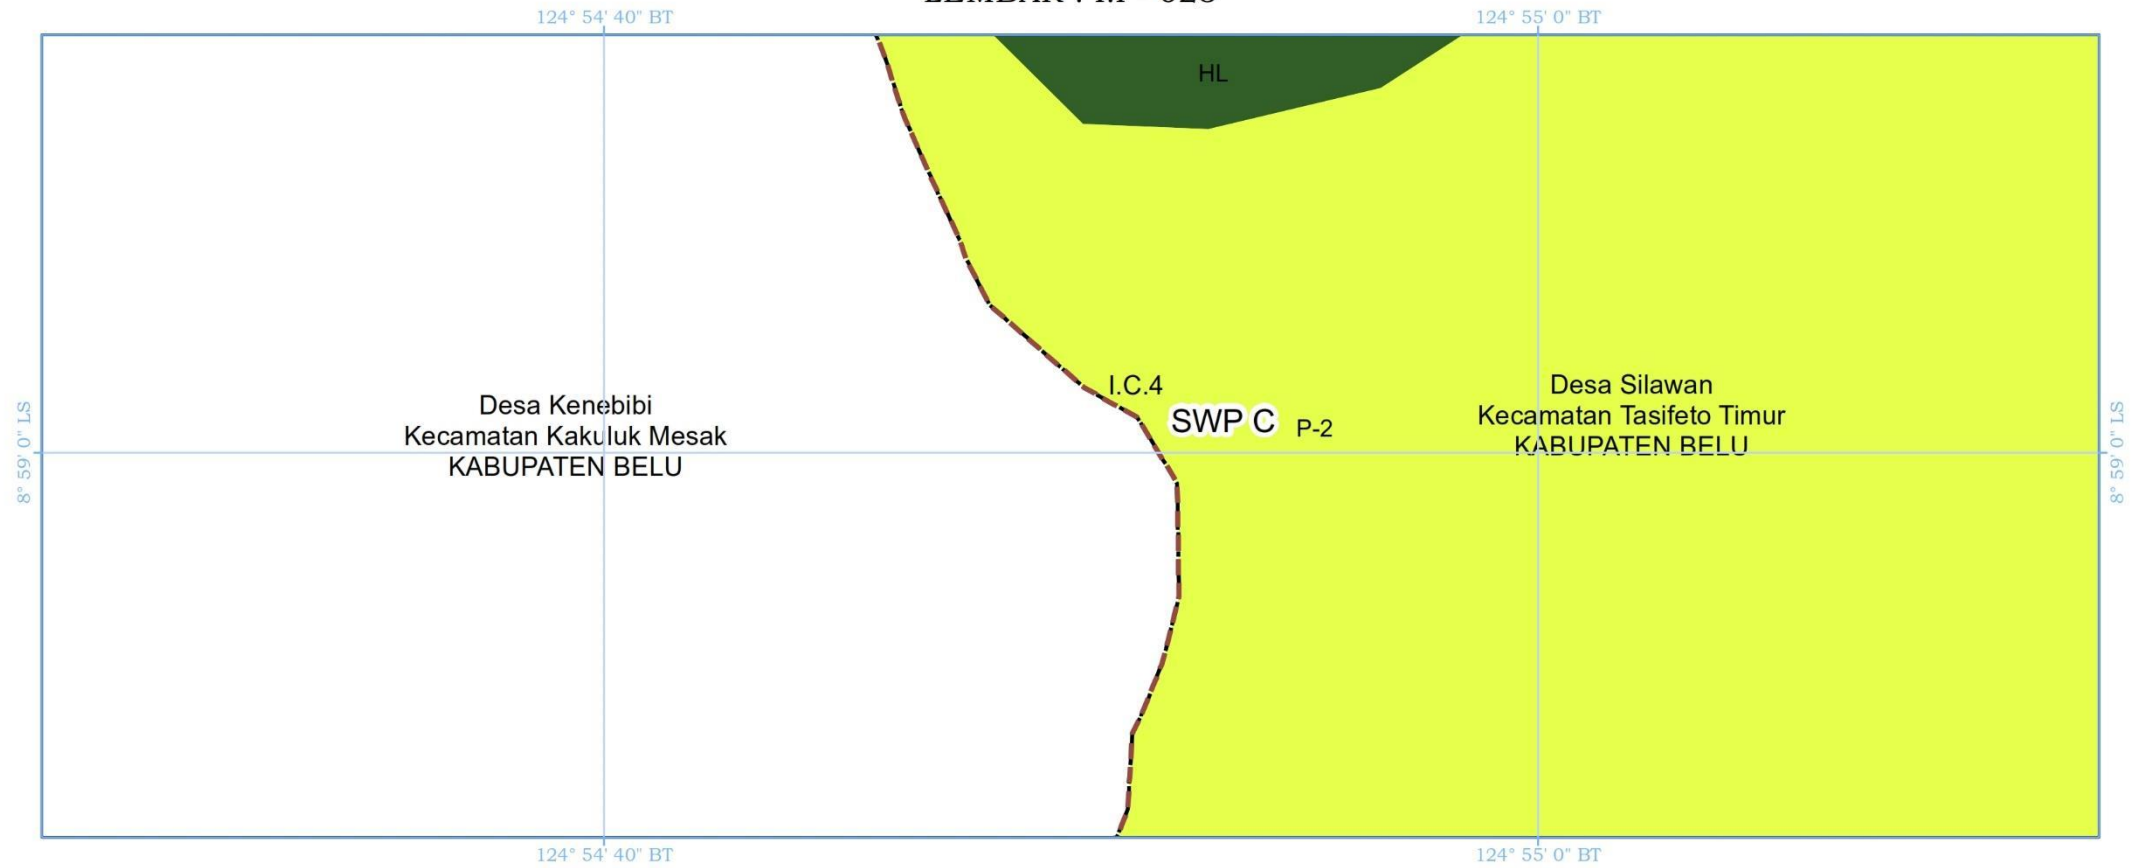 124° 54' 40" BT
124° 55' 0" BT
HL
I.C.4
SWP C
P-2
Desa Kenebibi
Kecamatan Kakuluk Mesak
KABUPATEN BELU
Desa Silawan
Kecamatan Tasifeto Timur
KABUPATEN BELU
8° 59' 0" LS
8° 59' 0" LS
124° 54' 40" BT
124° 55' 0" BT